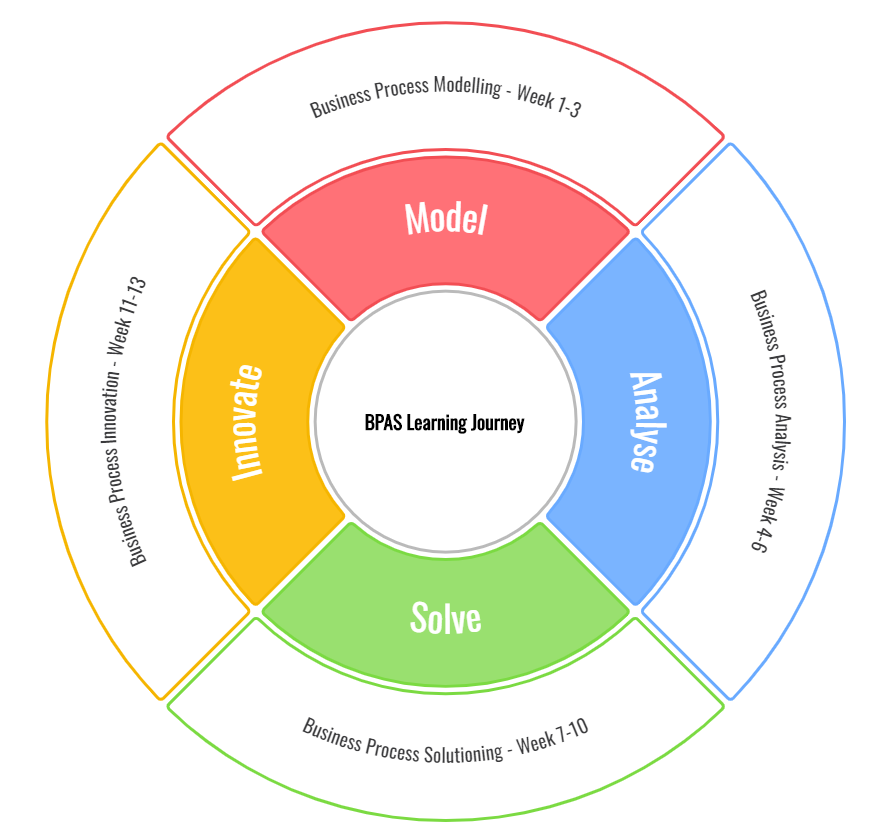 Business Process Modelling - Week 1-3
Model
Business Process Analysis - Week 4-6
Analyse
Business Process Solutioning - Week 7-10
Solve
Business Process Innovation - Week 11-13
Innovate
BPAS Learning Journey